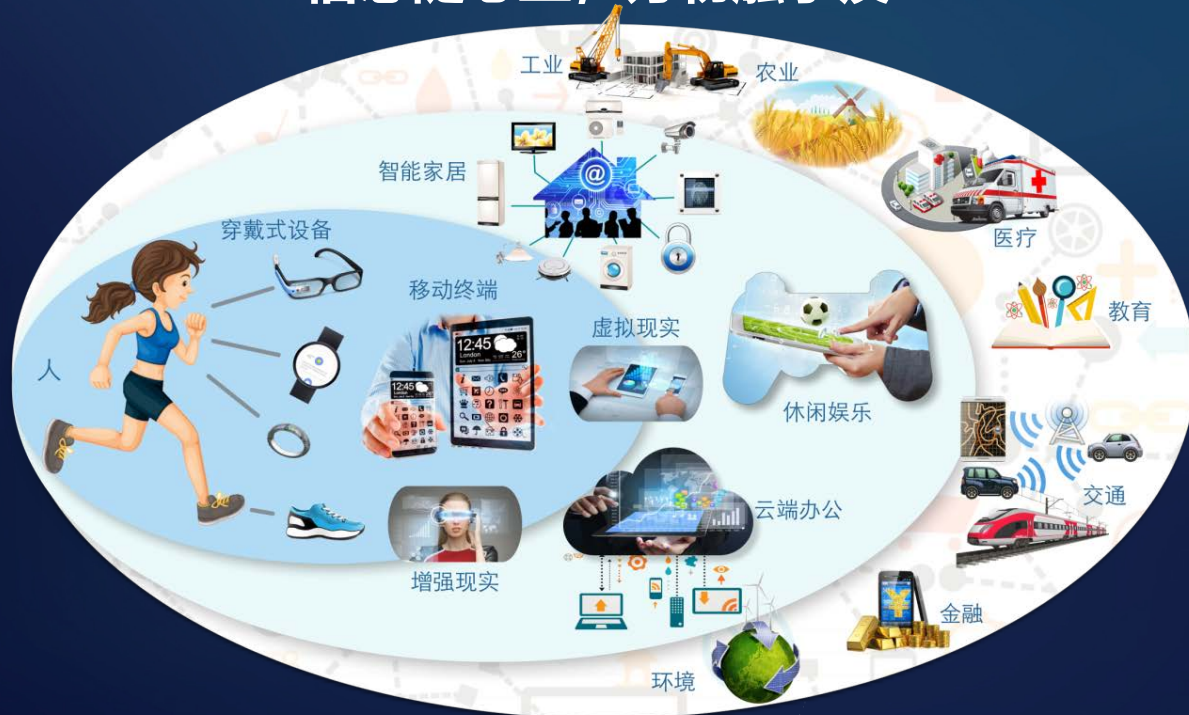 工业
农业
智能家居
医疗
穿戴式设备
移动终端
虚拟现实
教育
人
12:45
London
26°
12:45
休闲娱乐
交通
云端办公
增强现实
金融
环境